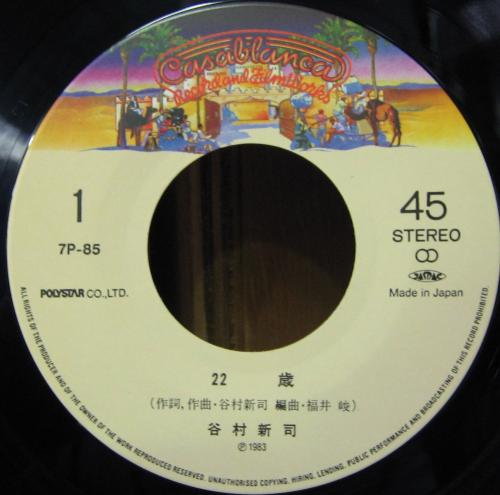 Casablanca
Record and FilmWorks
1
7P-85
45
STEREO
JASRAC
POLYSTAR CO.,LTD.
Made in Japan
22 歳
(作詞,作曲・谷村新司 編曲・福井 峻)
谷村新司
Ⓟ1983
ALL RIGHTS OF THE PRODUCER AND OF THE OWNER OF THE WORK REPRODUCED RESERVED. UNAUTHORISED COPYING, HIRING, LENDING, PUBLIC PERFORMANCE AND BROADCASTING OF THIS RECORD PROHIBITED.